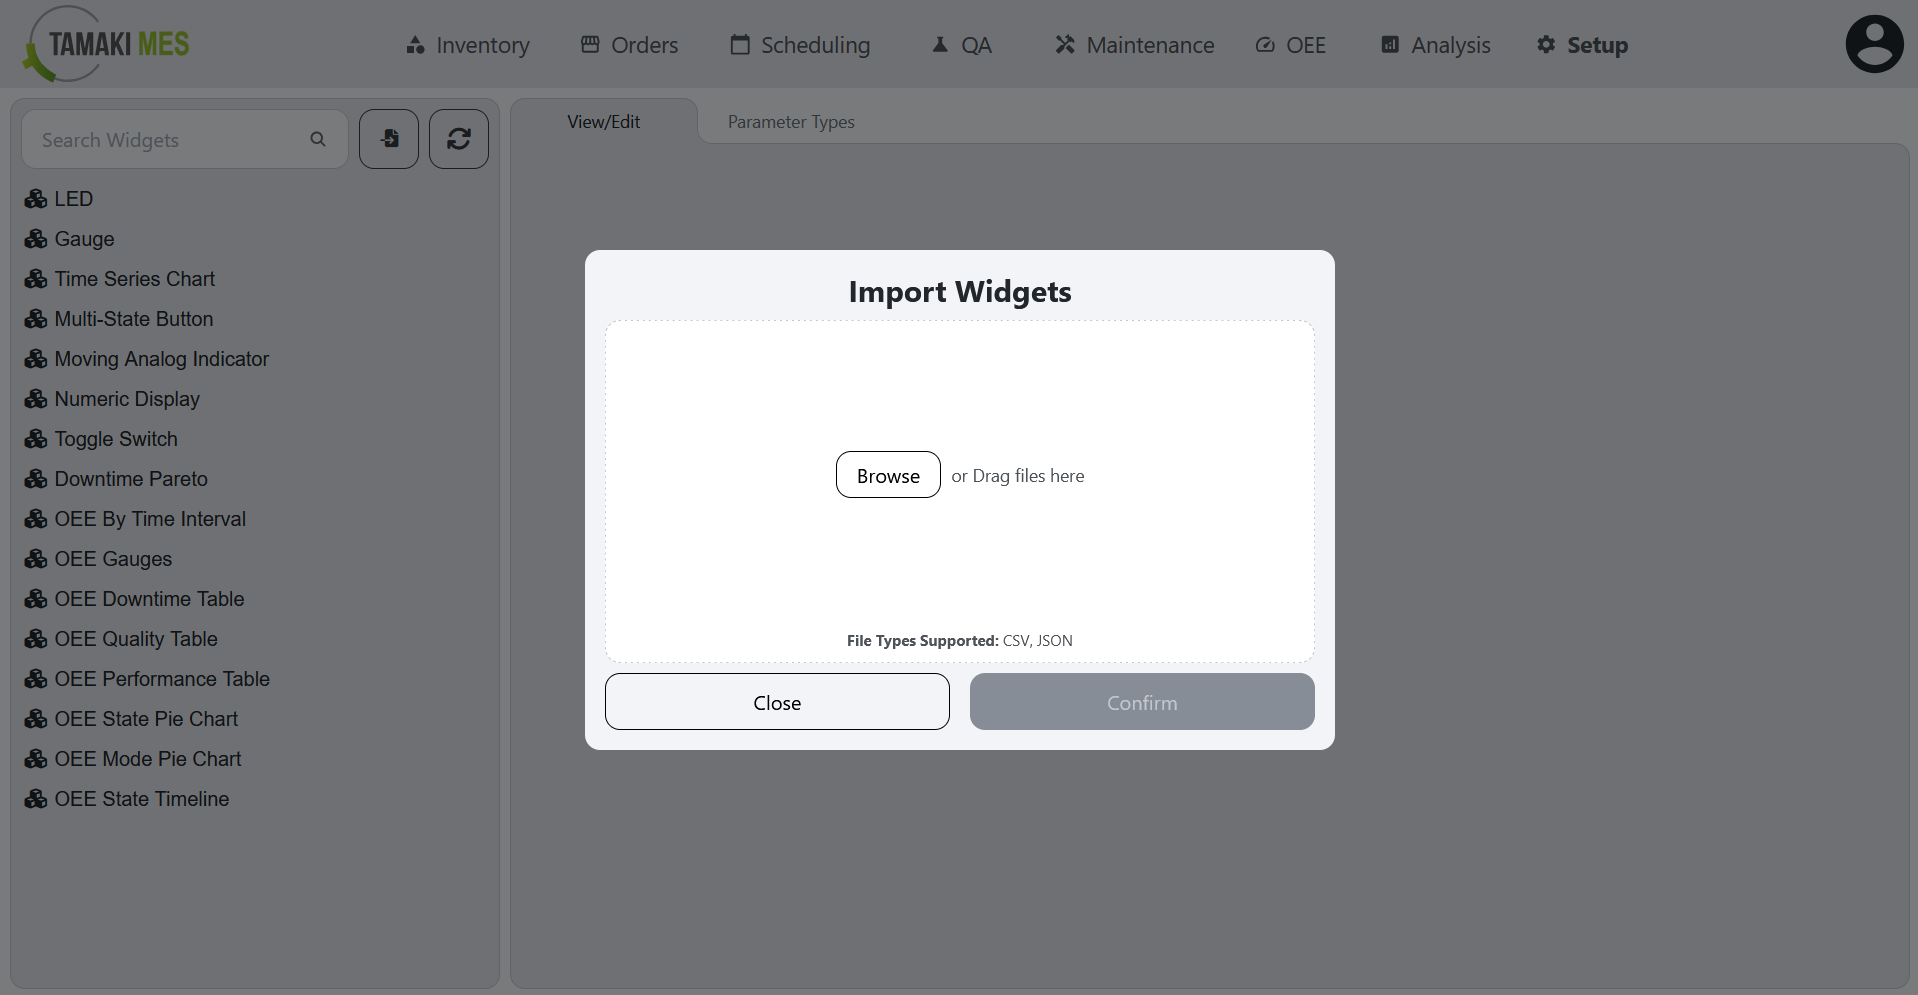 TAMAKI MES
Inventory
Orders
Scheduling
QA
Maintenance
OEE
Analysis
Setup
Search Widgets
LED
Gauge
Time Series Chart
Multi-State Button
Moving Analog Indicator
Numeric Display
Toggle Switch
Downtime Pareto
OEE By Time Interval
OEE Gauges
OEE Downtime Table
OEE Quality Table
OEE Performance Table
OEE State Pie Chart
OEE Mode Pie Chart
OEE State Timeline
View/Edit
Parameter Types
Import Widgets
Browse or Drag files here
File Types Supported: CSV, JSON
Close
Confirm